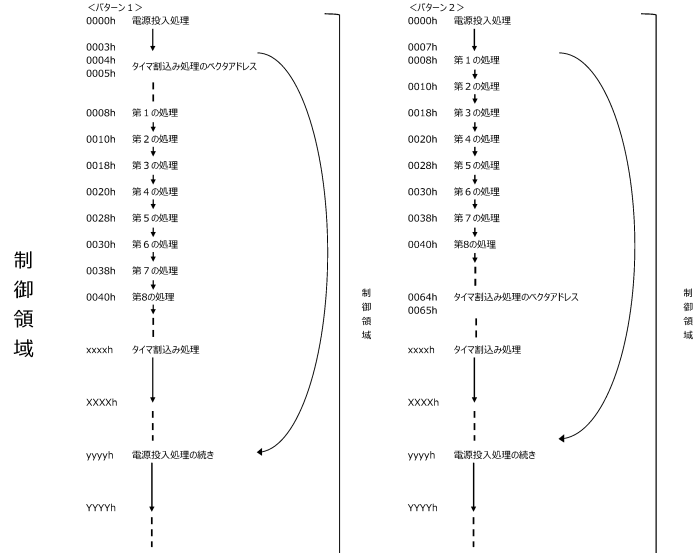 ＜パターン１＞
0000h 電源投入処理
0003h
0004h タイマ割込み処理のベクタアドレス
0005h
0008h 第１の処理
0010h 第２の処理
0018h 第３の処理
0020h 第４の処理
0028h 第５の処理
0030h 第６の処理
0038h 第７の処理
0040h 第8の処理
xxxxh タイマ割込み処理
XXXXh
yyyyh 電源投入処理の続き
YYYYh
制御領域
制御領域
＜パターン２＞
0000h 電源投入処理
0007h
0008h 第１の処理
0010h 第２の処理
0018h 第３の処理
0020h 第４の処理
0028h 第５の処理
0030h 第６の処理
0038h 第７の処理
0040h 第8の処理
0064h タイマ割込み処理のベクタアドレス
0065h
xxxxh タイマ割込み処理
XXXXh
yyyyh 電源投入処理の続き
YYYYh
制御領域